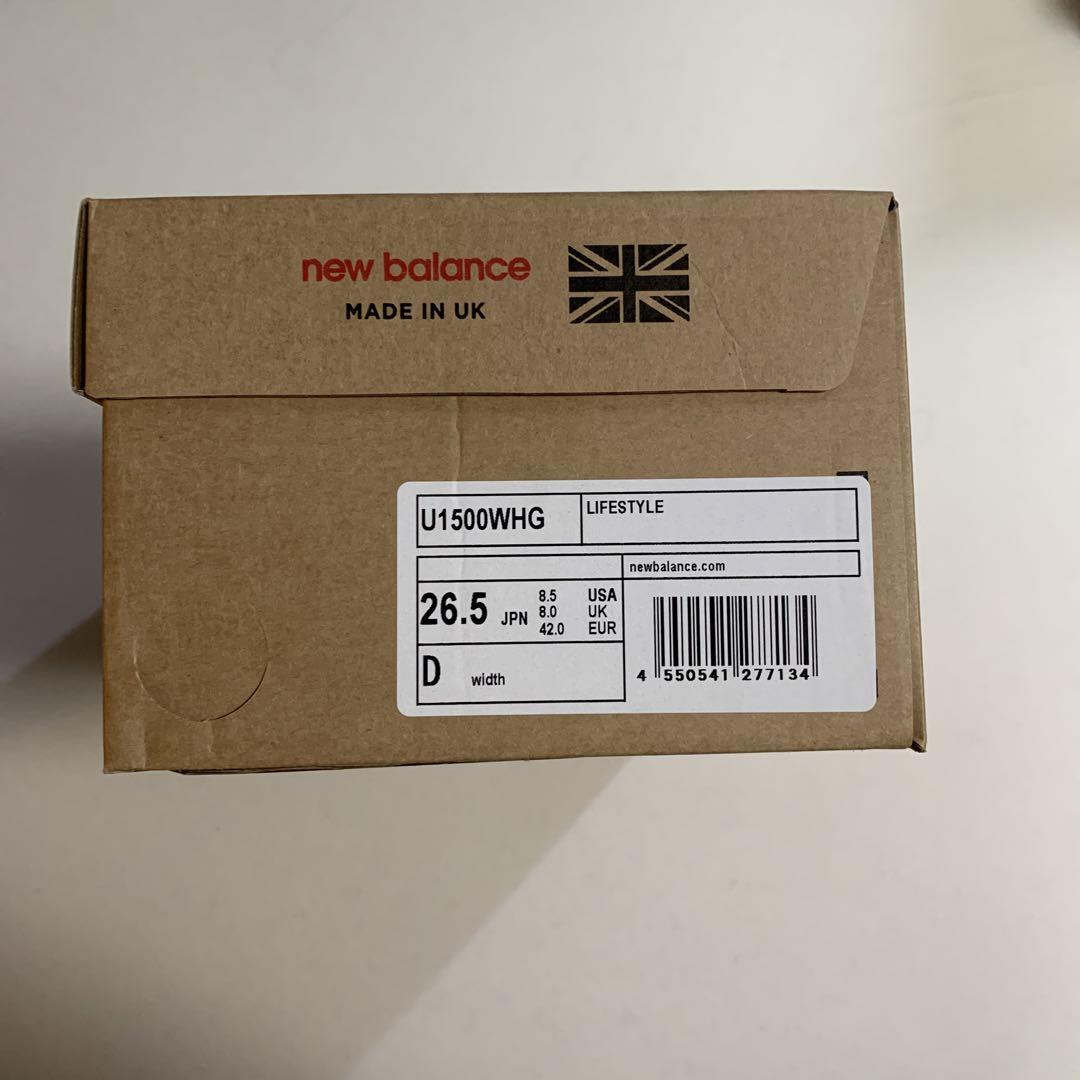 new balance
MADE IN UK
U1500WHG
LIFESTYLE
newbalance.com
26.5 JPN
8.5 USA
8.0 UK
42.0 EUR
D width
4 550541 277134